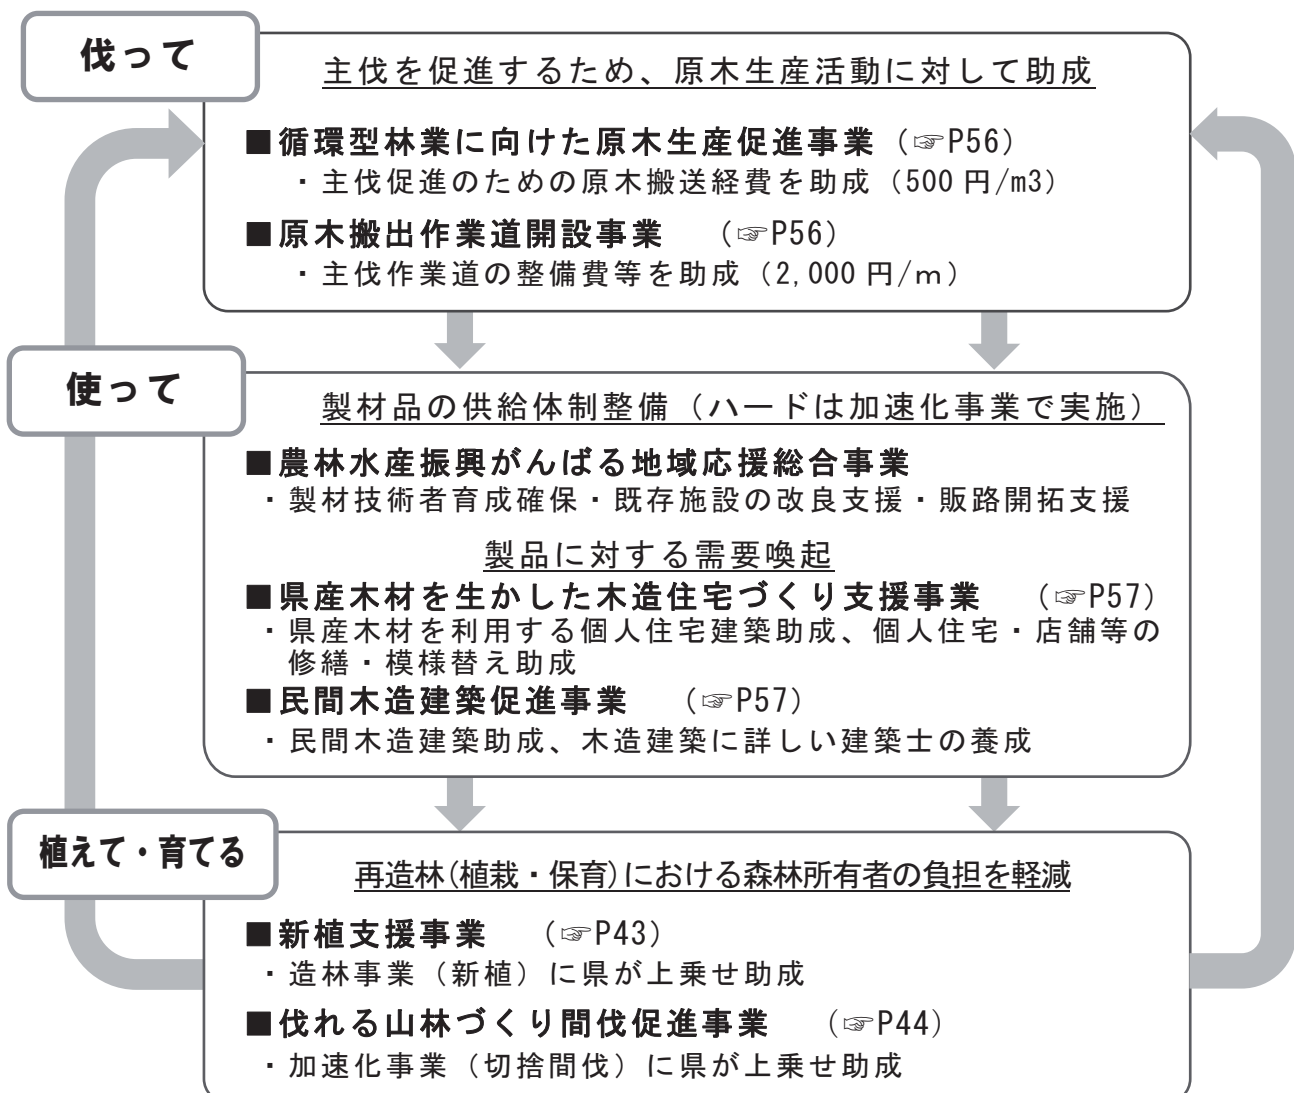 伐って
主伐を促進するため、原木生産活動に対して助成
■循環型林業に向けた原木生産促進事業（☞P56）
・主伐促進のための原木搬送経費を助成（500円/m3）
■原木搬出作業道開設事業　（☞P56）
・主伐作業道の整備費等を助成（2,000円/ｍ）
使って
製材品の供給体制整備（ハードは加速化事業で実施）
■農林水産振興がんばる地域応援総合事業
・製材技術者育成確保・既存施設の改良支援・販路開拓支援
製品に対する需要喚起
■県産木材を生かした木造住宅づくり支援事業　（☞P57）
・県産木材を利用する個人住宅建築助成、個人住宅・店舗等の
修繕・模様替え助成
■民間木造建築促進事業　（☞P57）
・民間木造建築助成、木造建築に詳しい建築士の養成
植えて・育てる
再造林(植栽・保育)における森林所有者の負担を軽減
■新植支援事業　（☞P43）
・造林事業（新植）に県が上乗せ助成
■伐れる山林づくり間伐促進事業　（☞P44）
・加速化事業（切捨間伐）に県が上乗せ助成